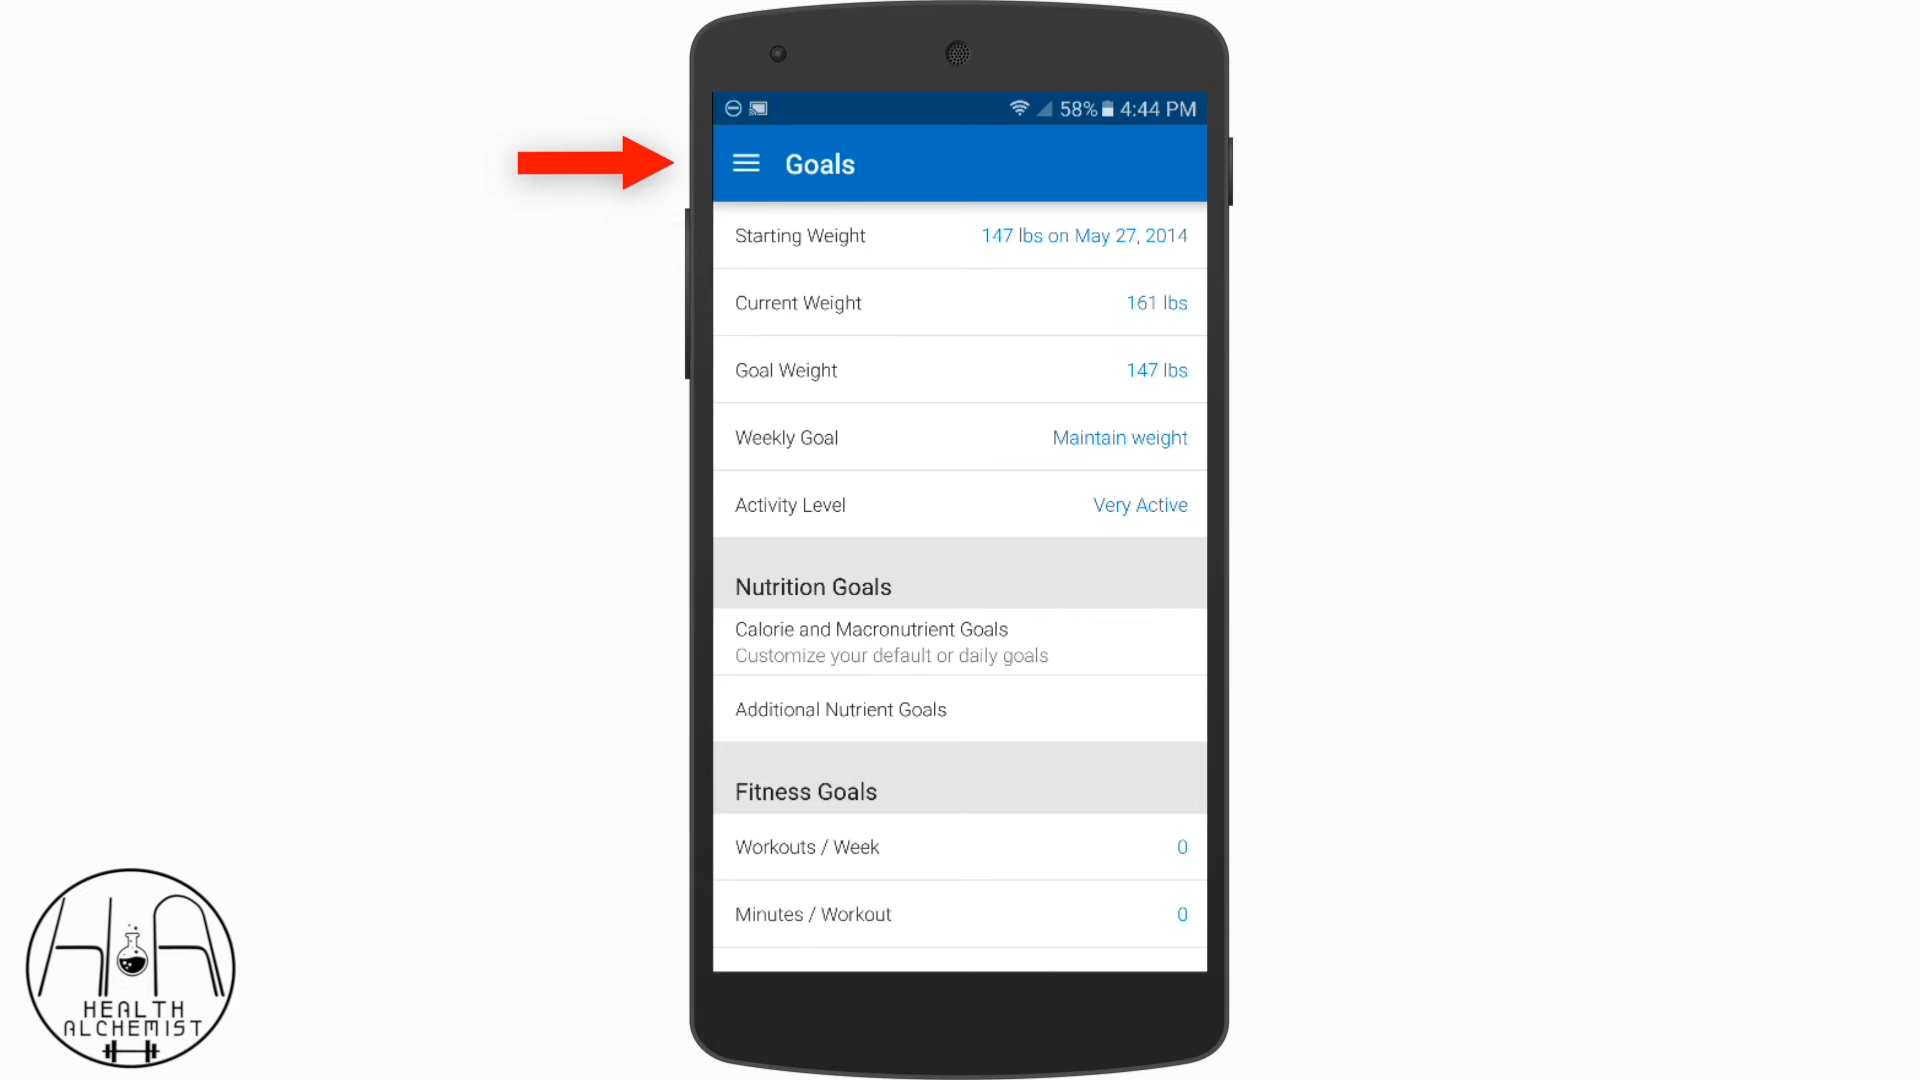 58% 4:44 PM
Goals
Starting Weight 147 lbs on May 27, 2014
Current Weight 161 lbs
Goal Weight 147 lbs
Weekly Goal Maintain weight
Activity Level Very Active
Nutrition Goals
Calorie and Macronutrient Goals
Customize your default or daily goals
Additional Nutrient Goals
Fitness Goals
Workouts / Week 0
Minutes / Workout 0
HA
HEALTH
ALCHEMIST